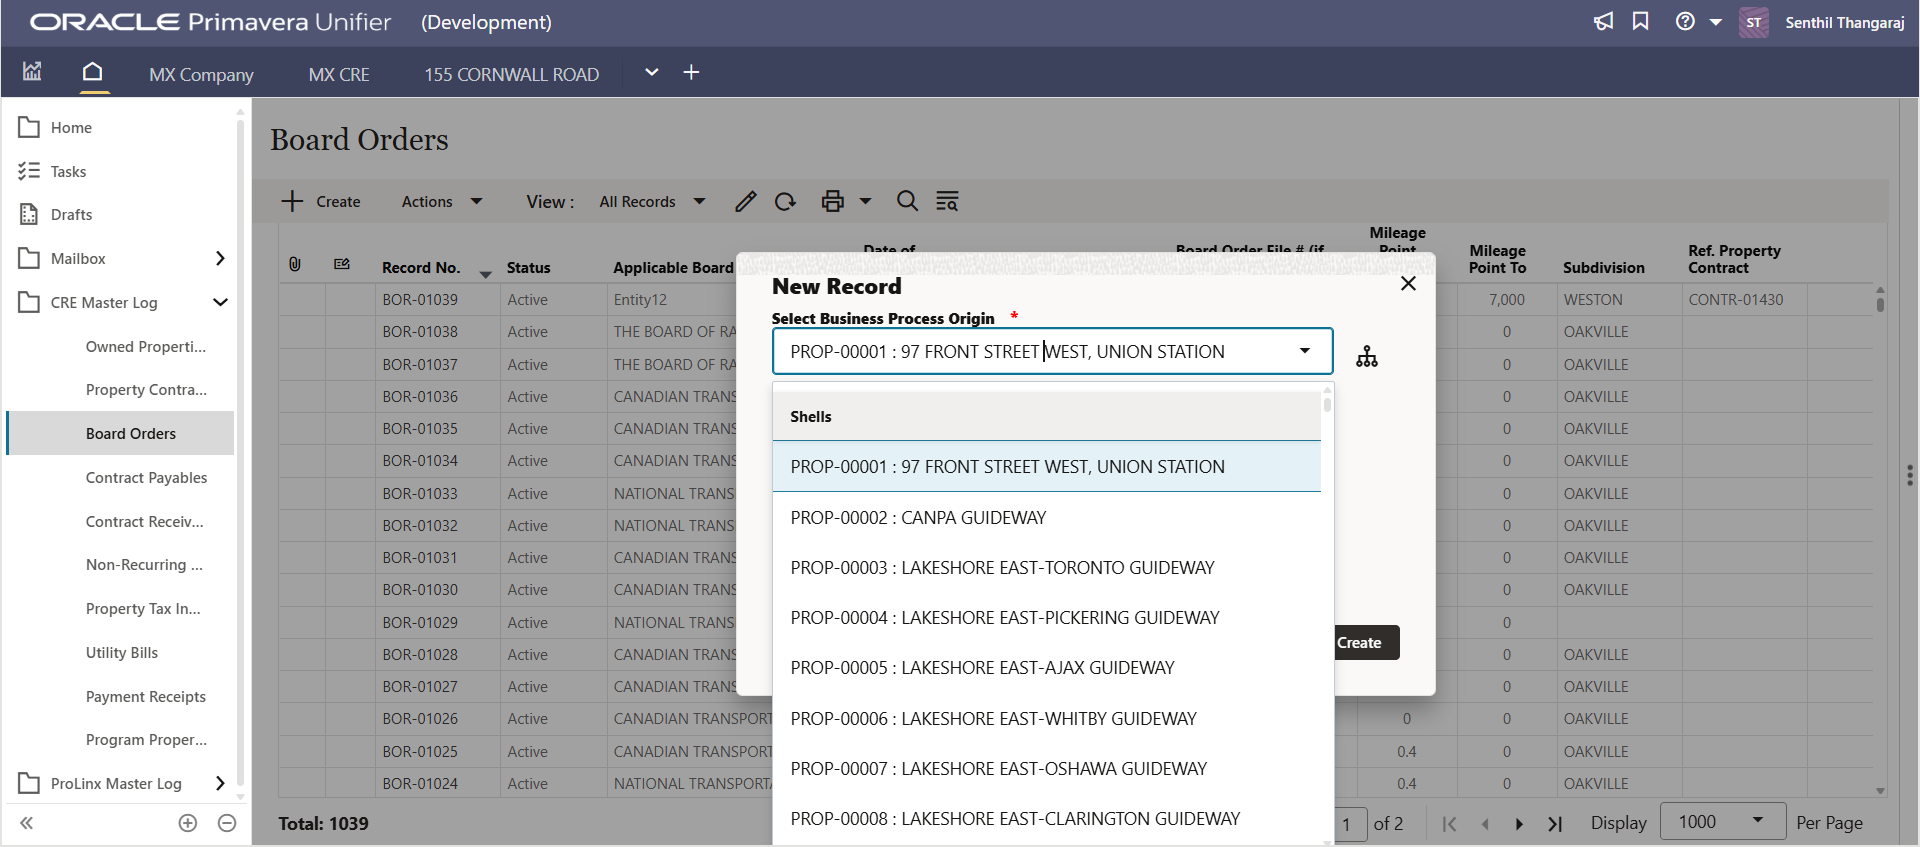 ORACLE Primavera Unifier (Development)
ST Senthil Thangaraj
MX Company MX CRE 155 CORNWALL ROAD
Home
Tasks
Drafts
Mailbox
CRE Master Log
Owned Properti...
Property Contra...
Board Orders
Contract Payables
Contract Receiv...
Non-Recurring ...
Property Tax In...
Utility Bills
Payment Receipts
Program Proper...
ProLinx Master Log
Board Orders
Create Actions View : All Records
Record No. Status Applicable Board Date of Board Order File # (if Mileage Point Mileage Point To Subdivision Ref. Property Contract
BOR-01039 Active Entity12 7,000 WESTON CONTR-01430
BOR-01038 Active THE BOARD OF RA 0 OAKVILLE
BOR-01037 Active THE BOARD OF RA 0 OAKVILLE
BOR-01036 Active CANADIAN TRANS 0 OAKVILLE
BOR-01035 Active CANADIAN TRANS 0 OAKVILLE
BOR-01034 Active CANADIAN TRANS 0 OAKVILLE
BOR-01033 Active NATIONAL TRANS 0 OAKVILLE
BOR-01032 Active NATIONAL TRANS 0 OAKVILLE
BOR-01031 Active CANADIAN TRANS 0 OAKVILLE
BOR-01030 Active CANADIAN TRANS 0 OAKVILLE
BOR-01029 Active NATIONAL TRANS 0
BOR-01028 Active CANADIAN TRANS 0 OAKVILLE
BOR-01027 Active CANADIAN TRANS 0 OAKVILLE
BOR-01026 Active CANADIAN TRANSPORT 0 0 OAKVILLE
BOR-01025 Active CANADIAN TRANSPORT 0.4 0 OAKVILLE
BOR-01024 Active NATIONAL TRANSPORTA 0.4 0 OAKVILLE
Total: 1039
1 of 2 Display 1000 Per Page
New Record
Select Business Process Origin *
PROP-00001 : 97 FRONT STREET WEST, UNION STATION
Shells
PROP-00001 : 97 FRONT STREET WEST, UNION STATION
PROP-00002 : CANPA GUIDEWAY
PROP-00003 : LAKESHORE EAST-TORONTO GUIDEWAY
PROP-00004 : LAKESHORE EAST-PICKERING GUIDEWAY
PROP-00005 : LAKESHORE EAST-AJAX GUIDEWAY
PROP-00006 : LAKESHORE EAST-WHITBY GUIDEWAY
PROP-00007 : LAKESHORE EAST-OSHAWA GUIDEWAY
PROP-00008 : LAKESHORE EAST-CLARINGTON GUIDEWAY
Create